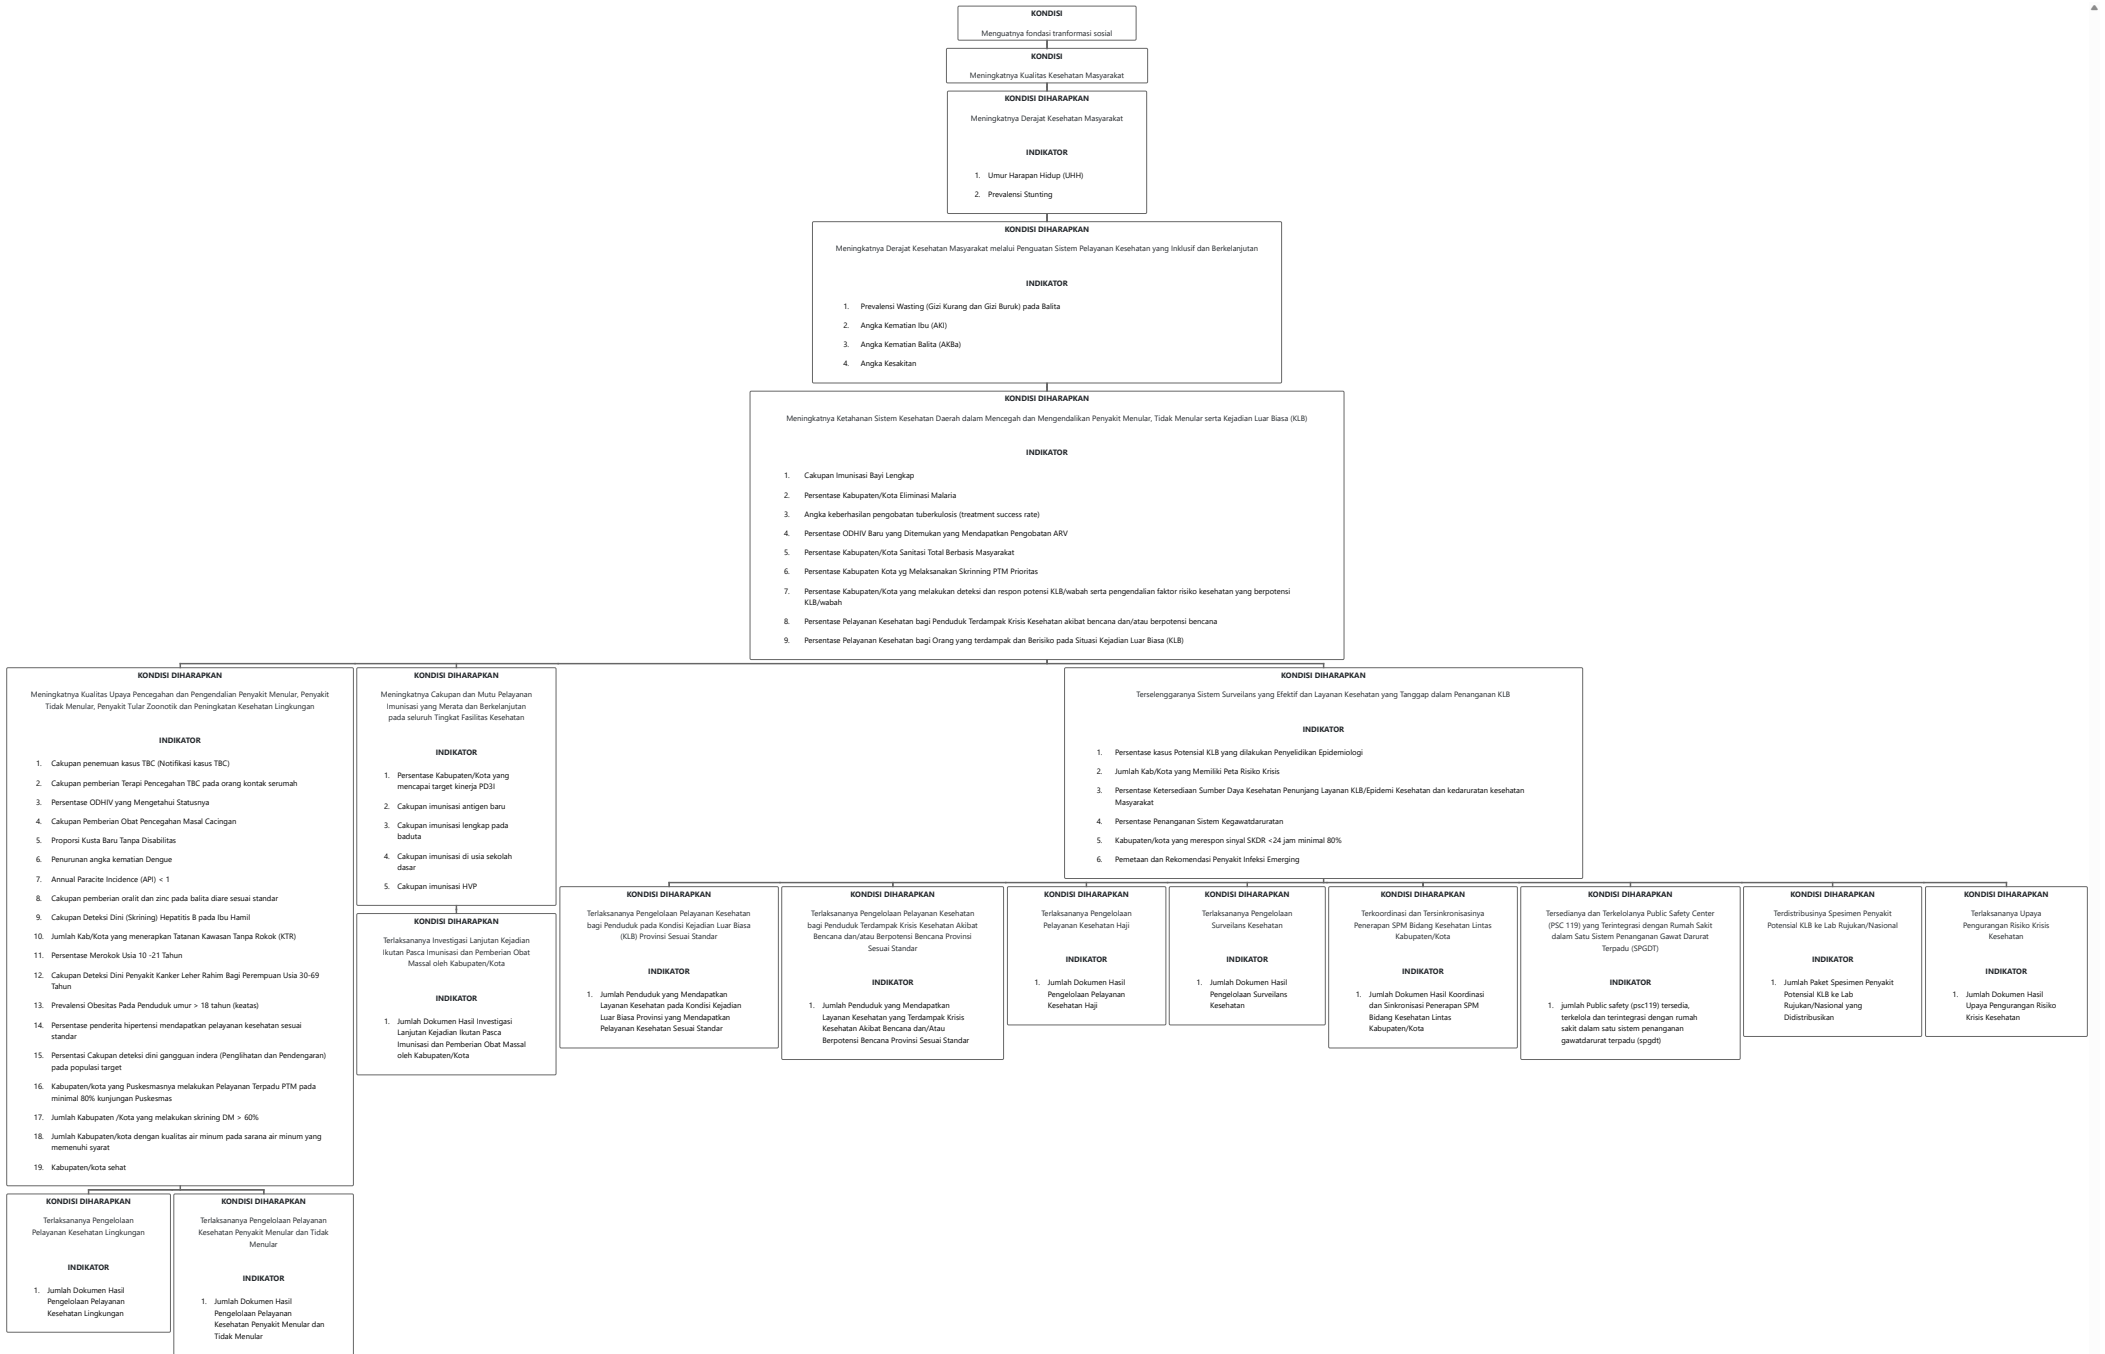 KONDISI
Menguatnya fondasi tranformasi sosial
KONDISI
Meningkatnya Kualitas Kesehatan Masyarakat
KONDISI DIHARAPKAN
Meningkatnya Derajat Kesehatan Masyarakat
INDIKATOR
1. Umur Harapan Hidup (UHH)
2. Prevalensi Stunting
KONDISI DIHARAPKAN
Meningkatnya Derajat Kesehatan Masyarakat melalui Penguatan Sistem Pelayanan Kesehatan yang Inklusif dan Berkelanjutan
INDIKATOR
1. Prevalensi Wasting (Gizi Kurang dan Gizi Buruk) pada Balita
2. Angka Kematian Ibu (AKI)
3. Angka Kematian Balita (AKBa)
4. Angka Kesakitan
KONDISI DIHARAPKAN
Meningkatnya Ketahanan Sistem Kesehatan Daerah dalam Mencegah dan Mengendalikan Penyakit Menular, Tidak Menular serta Kejadian Luar Biasa (KLB)
INDIKATOR
1. Cakupan Imunisasi Bayi Lengkap
2. Persentase Kabupaten/Kota Eliminasi Malaria
3. Angka keberhasilan pengobatan tuberkulosis (treatment success rate)
4. Persentase ODHIV Baru yang Ditemukan yang Mendapatkan Pengobatan ARV
5. Persentase Kabupaten/Kota Sanitasi Total Berbasis Masyarakat
6. Persentase Kabupaten Kota yg Melaksanakan Skrinning PTM Prioritas
7. Persentase Kabupaten/Kota yang melakukan deteksi dan respon potensi KLB/wabah serta pengendalian faktor risiko kesehatan yang berpotensi
KLB/wabah
8. Persentase Pelayanan Kesehatan bagi Penduduk Terdampak Krisis Kesehatan akibat bencana dan/atau berpotensi bencana
9. Persentase Pelayanan Kesehatan bagi Orang yang terdampak dan Berisiko pada Situasi Kejadian Luar Biasa (KLB)
KONDISI DIHARAPKAN
Meningkatnya Kualitas Upaya Pencegahan dan Pengendalian Penyakit Menular, Penyakit
Tidak Menular, Penyakit Tular Zoonotik dan Peningkatan Kesehatan Lingkungan
INDIKATOR
1. Cakupan penemuan kasus TBC (Notifikasi kasus TBC)
2. Cakupan pemberian Terapi Pencegahan TBC pada orang kontak serumah
3. Persentase ODHIV yang Mengetahui Statusnya
4. Cakupan Pemberian Obat Pencegahan Masal Cacingan
5. Proporsi Kusta Baru Tanpa Disabilitas
6. Penurunan angka kematian Dengue
7. Annual Paracite Incidence (API) < 1
8. Cakupan pemberian oralit dan zinc pada balita diare sesuai standar
9. Cakupan Deteksi Dini (Skrining) Hepatitis B pada Ibu Hamil
10. Jumlah Kab/Kota yang menerapkan Tatanan Kawasan Tanpa Rokok (KTR)
11. Persentase Merokok Usia 10 -21 Tahun
12. Cakupan Deteksi Dini Penyakit Kanker Leher Rahim Bagi Perempuan Usia 30-69
Tahun
13. Prevalensi Obesitas Pada Penduduk umur > 18 tahun (keatas)
14. Persentase penderita hipertensi mendapatkan pelayanan kesehatan sesuai
standar
15. Persentasi Cakupan deteksi dini gangguan indera (Penglihatan dan Pendengaran)
pada populasi target
16. Kabupaten/kota yang Puskesmasnya melakukan Pelayanan Terpadu PTM pada
minimal 80% kunjungan Puskesmas
17. Jumlah Kabupaten /Kota yang melakukan skrining DM > 60%
18. Jumlah Kabupaten/kota dengan kualitas air minum pada sarana air minum yang
memenuhi syarat
19. Kabupaten/kota sehat
KONDISI DIHARAPKAN
Terlaksananya Pengelolaan
Pelayanan Kesehatan Lingkungan
INDIKATOR
1. Jumlah Dokumen Hasil
Pengelolaan Pelayanan
Kesehatan Lingkungan
KONDISI DIHARAPKAN
Terlaksananya Pengelolaan Pelayanan
Kesehatan Penyakit Menular dan Tidak
Menular
INDIKATOR
1. Jumlah Dokumen Hasil
Pengelolaan Pelayanan
Kesehatan Penyakit Menular dan
Tidak Menular
KONDISI DIHARAPKAN
Meningkatnya Cakupan dan Mutu Pelayanan
Imunisasi yang Merata dan Berkelanjutan
pada seluruh Tingkat Fasilitas Kesehatan
INDIKATOR
1. Persentase Kabupaten/Kota yang
mencapai target kinerja PD3I
2. Cakupan imunisasi antigen baru
3. Cakupan imunisasi lengkap pada
baduta
4. Cakupan imunisasi di usia sekolah
dasar
5. Cakupan imunisasi HVP
KONDISI DIHARAPKAN
Terlaksananya Investigasi Lanjutan Kejadian
Ikutan Pasca Imunisasi dan Pemberian Obat
Massal oleh Kabupaten/Kota
INDIKATOR
1. Jumlah Dokumen Hasil Investigasi
Lanjutan Kejadian Ikutan Pasca
Imunisasi dan Pemberian Obat Massal
oleh Kabupaten/Kota
KONDISI DIHARAPKAN
Terselenggaranya Sistem Surveilans yang Efektif dan Layanan Kesehatan yang Tanggap dalam Penanganan KLB
INDIKATOR
1. Persentase kasus Potensial KLB yang dilakukan Penyelidikan Epidemiologi
2. Jumlah Kab/Kota yang Memiliki Peta Risiko Krisis
3. Persentase Ketersediaan Sumber Daya Kesehatan Penunjang Layanan KLB/Epidemi Kesehatan dan kedaruratan kesehatan
Masyarakat
4. Persentase Penanganan Sistem Kegawatdaruratan
5. Kabupaten/kota yang merespon sinyal SKDR <24 jam minimal 80%
6. Pemetaan dan Rekomendasi Penyakit Infeksi Emerging
KONDISI DIHARAPKAN
Terlaksananya Pengelolaan Pelayanan Kesehatan
bagi Penduduk pada Kondisi Kejadian Luar Biasa
(KLB) Provinsi Sesuai Standar
INDIKATOR
1. Jumlah Penduduk yang Mendapatkan
Layanan Kesehatan pada Kondisi Kejadian
Luar Biasa Provinsi yang Mendapatkan
Pelayanan Kesehatan Sesuai Standar
KONDISI DIHARAPKAN
Terlaksananya Pengelolaan Pelayanan Kesehatan
bagi Penduduk Terdampak Krisis Kesehatan Akibat
Bencana dan/atau Berpotensi Bencana Provinsi
Sesuai Standar
INDIKATOR
1. Jumlah Penduduk yang Mendapatkan
Layanan Kesehatan yang Terdampak Krisis
Kesehatan Akibat Bencana dan/Atau
Berpotensi Bencana Provinsi Sesuai Standar
KONDISI DIHARAPKAN
Terlaksananya Pengelolaan
Pelayanan Kesehatan Haji
INDIKATOR
1. Jumlah Dokumen Hasil
Pengelolaan Pelayanan
Kesehatan Haji
KONDISI DIHARAPKAN
Terlaksananya Pengelolaan
Surveilans Kesehatan
INDIKATOR
1. Jumlah Dokumen Hasil
Pengelolaan Surveilans
Kesehatan
KONDISI DIHARAPKAN
Terkoordinasi dan Tersinkronisasinya
Penerapan SPM Bidang Kesehatan Lintas
Kabupaten/Kota
INDIKATOR
1. Jumlah Dokumen Hasil Koordinasi
dan Sinkronisasi Penerapan SPM
Bidang Kesehatan Lintas
Kabupaten/Kota
KONDISI DIHARAPKAN
Tersedianya dan Terkelolanya Public Safety Center
(PSC 119) yang Terintegrasi dengan Rumah Sakit
dalam Satu Sistem Penanganan Gawat Darurat
Terpadu (SPGDT)
INDIKATOR
1. jumlah Public safety (psc119) tersedia,
terkelola dan terintegrasi dengan rumah
sakit dalam satu sistem penanganan
gawatdarurat terpadu (spgdt)
KONDISI DIHARAPKAN
Terdistribusinya Spesimen Penyakit
Potensial KLB ke Lab Rujukan/Nasional
INDIKATOR
1. Jumlah Paket Spesimen Penyakit
Potensial KLB ke Lab
Rujukan/Nasional yang
Didistribusikan
KONDISI DIHARAPKAN
Terlaksananya Upaya
Pengurangan Risiko Krisis
Kesehatan
INDIKATOR
1. Jumlah Dokumen Hasil
Upaya Pengurangan Risiko
Krisis Kesehatan